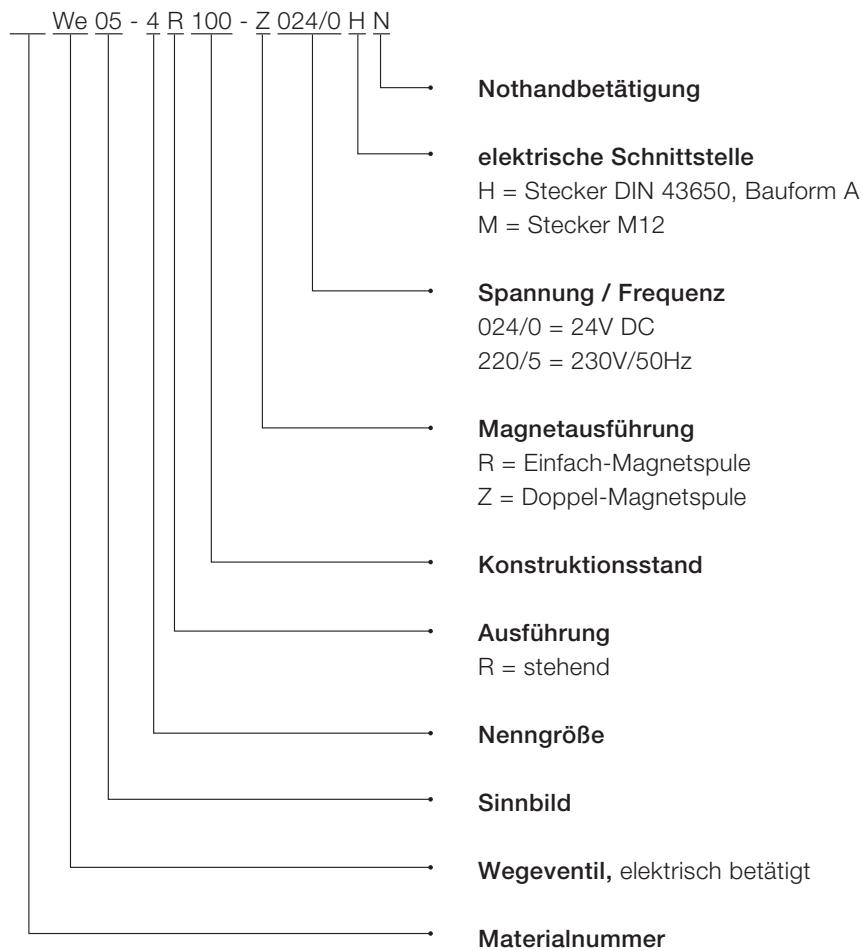 We 05 - 4 R 100 - Z 024/0 H N
Nothandbetätigung
elektrische Schnittstelle
H = Stecker DIN 43650, Bauform A
M = Stecker M12
Spannung / Frequenz
024/0 = 24V DC
220/5 = 230V/50Hz
Magnetausführung
R = Einfach-Magnetspule
Z = Doppel-Magnetspule
Konstruktionsstand
Ausführung
R = stehend
Nenngröße
Sinnbild
Wegeventil, elektrisch betätigt
Materialnummer